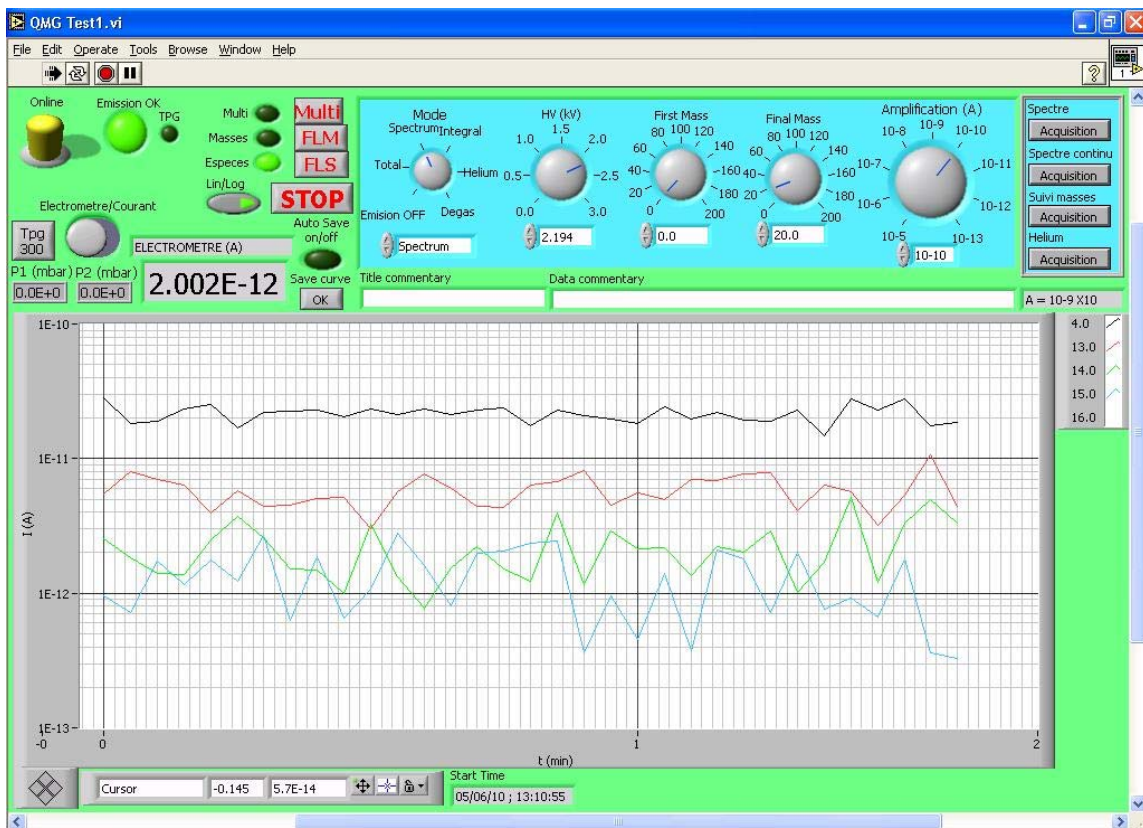 QMG Test1.vi
File Edit Operate Tools Browse Window Help
?
1
Online
Emission OK
TPG
Multi
Masses
Especes
Lin/Log
Multi
FLM
FLS
STOP
Electrometre/Courant
Tpg
300
ELECTROMETRE (A)
Auto Save
on/off
P1 (mbar) P2 (mbar)
0.0E+0 0.0E+0
2.002E-12
Save curve
OK
Mode
Spectrum Integral
Total Helium
Emision OFF Degas
Spectrum
HV (kV)
1.5
1.0 2.0
0.5 2.5
0.0 3.0
2.194
First Mass
80 100 120
60 140
40 160
20 180
0 200
0.0
Final Mass
80 100 120
60 140
40 160
20 180
0 200
20.0
Amplification (A)
10-9
10-8 10-10
10-7 10-11
10-6 10-12
10-5 10-13
10-10
Spectre
Acquisition
Spectre continu
Acquisition
Suivi masses
Acquisition
Helium
Acquisition
Title commentary
Data commentary
A = 10-9 X10
1E-10
1E-11
1E-12
1E-13
I (A)
-0 0 1 2
t (min)
4.0
13.0
14.0
15.0
16.0
Cursor -0.145 5.7E-14
Start Time
05/06/10 ; 13:10:55